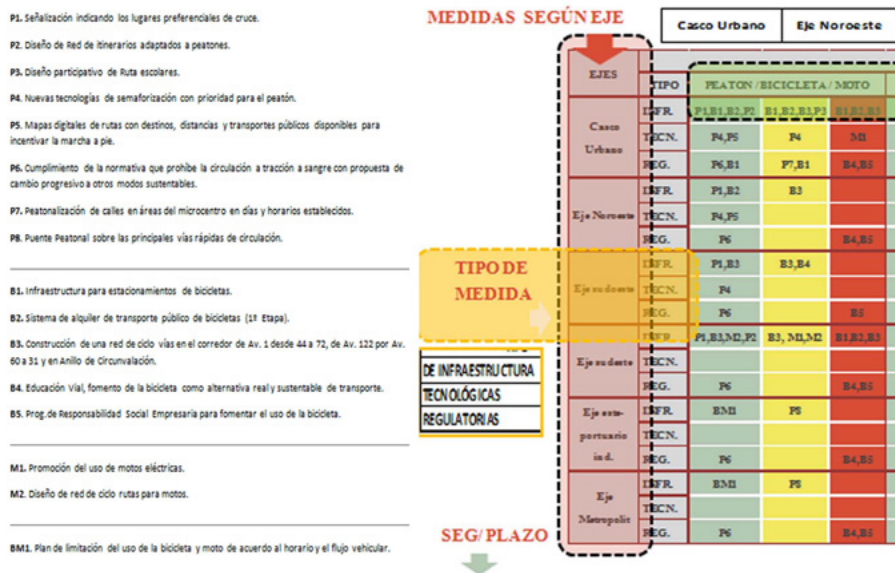 P1. Señalización indicando los lugares preferenciales de cruce.
P2. Diseño de Red de itinerarios adaptados a peatones.
P3. Diseño participativo de Ruta escolares.
P4. Nuevas tecnologías de semaforización con prioridad para el peatón.
P5. Mapas digitales de rutas con destinos, distancias y transportes públicos disponibles para
incentivar la marcha a pie.
P6. Cumplimiento de la normativa que prohíbe la circulación a tracción a sangre con propuesta de
cambio progresivo a otros modos sustentables.
P7. Peatonalización de calles en áreas del microcentro en días y horarios establecidos.
P8. Puente Peatonal sobre las principales vías rápidas de circulación.
B1. Infraestructura para estacionamientos de bicicletas.
B2. Sistema de alquiler de transporte público de bicicletas (1ª Etapa).
B3. Construcción de una red de ciclo vías en el corredor de Av. 1 desde 44 a 72, de Av. 122 por Av.
60 a 31 y en Anillo de Circunvalación.
B4. Educación Vial, fomento de la bicicleta como alternativa real y sustentable de transporte.
B5. Prog. de Responsabilidad Social Empresaria para fomentar el uso de la bicicleta.
M1. Promoción del uso de motos eléctricas.
M2. Diseño de red de ciclo rutas para motos.
BM1. Plan de limitación del uso de la bicicleta y moto de acuerdo al horario y el flujo vehicular.
MEDIDAS SEGÚN EJE
Casco Urbano Eje Noroeste
EJES
TIPO PEATON / BICICLETA / MOTO
Casco Urbano
INFR. P1,B1,B2,P2 B1,B2,B3,P3 B1,B2,B3
TECN. P4,P5 P4 M1
REG. P6,B1 P7,B1 B4,B5
Eje Noroeste
INFR. P1,B2 B3
TECN. P4,P5
REG. P6 B4,B5
TIPO DE
MEDIDA
Eje sudoeste
INFR. P1,B3 B3,B4
TECN. P4
REG. P6 B5
DE INFRAESTRUCTURA
TECNOLÓGICAS
REGULATORIAS
Eje sudeste
INFR. P1,B3,M2,P2 B3, M1,M2 B1,B2,B3
TECN.
REG. P6 B4,B5
Eje este-
portuario
ind.
INFR. BM1 P8
TECN.
REG. P6 B4,B5
Eje
Metropolit
INFR. BM1 P8
TECN.
REG. P6 B4,B5
SEG/ PLAZO